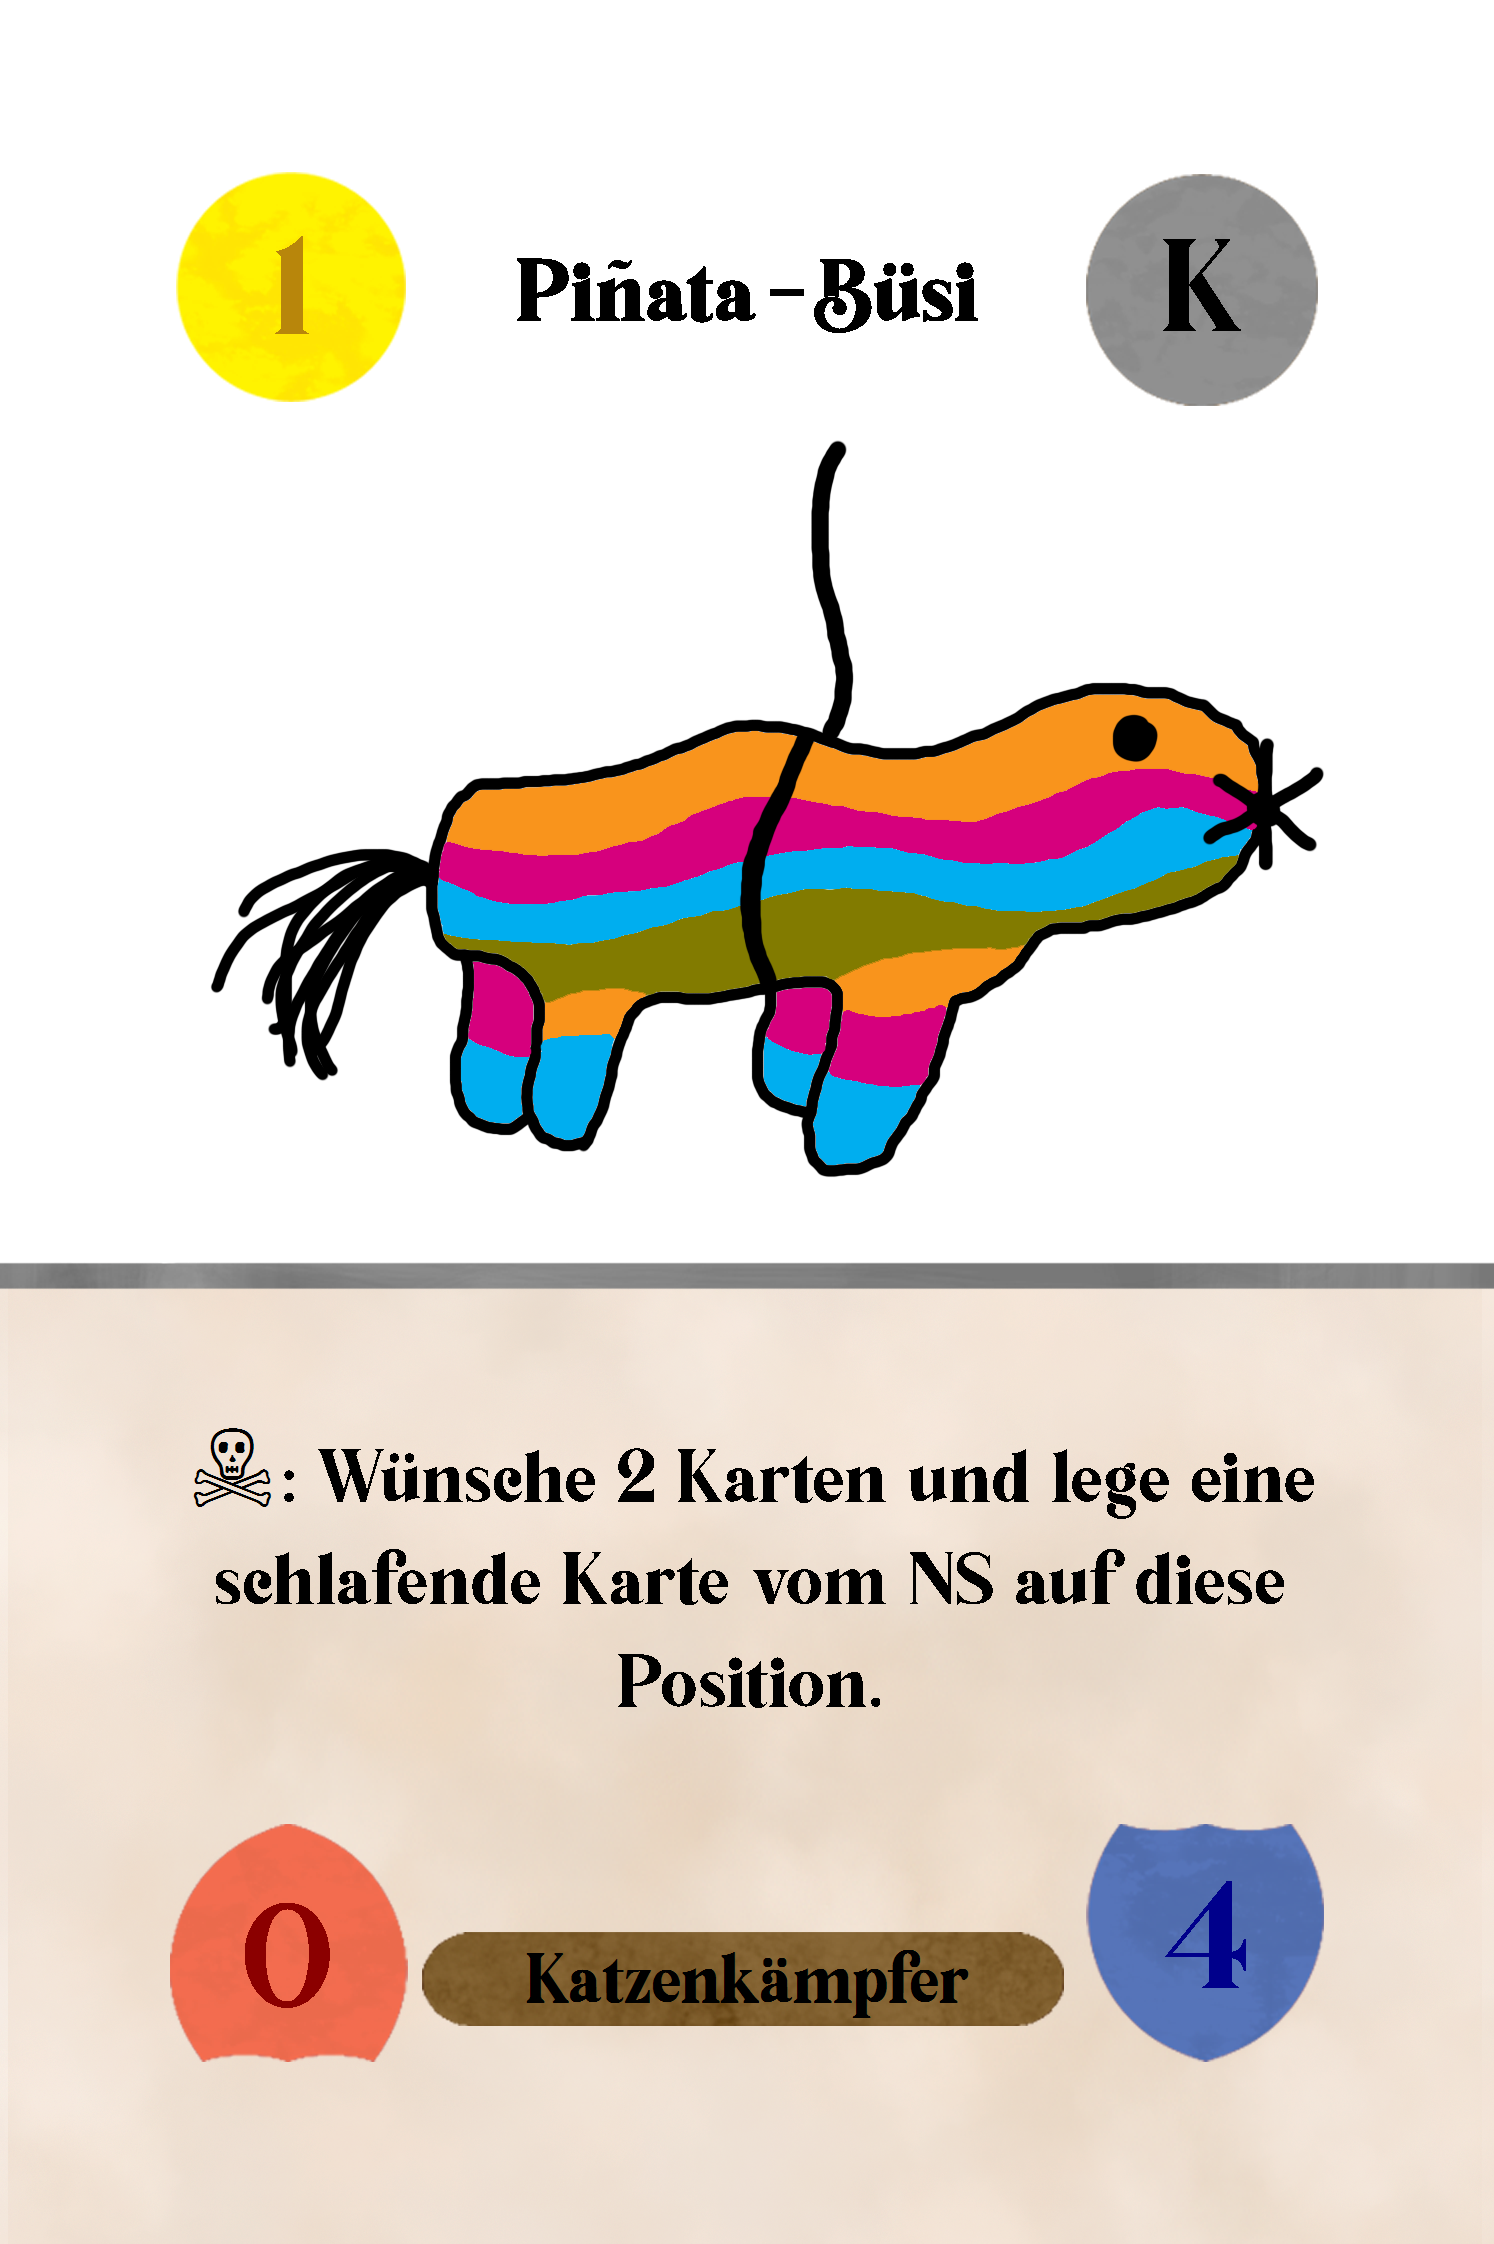 1 Piñata-Büsi K
☠: Wünsche 2 Karten und lege eine
schlafende Karte vom NS auf diese
Position.
0 Katzenkämpfer 4